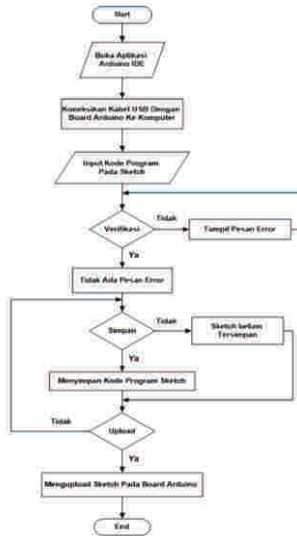 Start
Buka Aplikasi
Arduino IDE
Koneksikan Kabel USB Dengan
Board Arduino Ke Komputer
Input Kode Program
Pada Sketch
Verifikasi
Tidak
Tampil Pesan Error
Ya
Tidak Ada Pesan Error
Simpan
Tidak
Sketch belum
Tersimpan
Ya
Menyimpan Kode Program Sketch
Tidak
Upload
Ya
Mengupload Sketch Pada Board Arduino
End